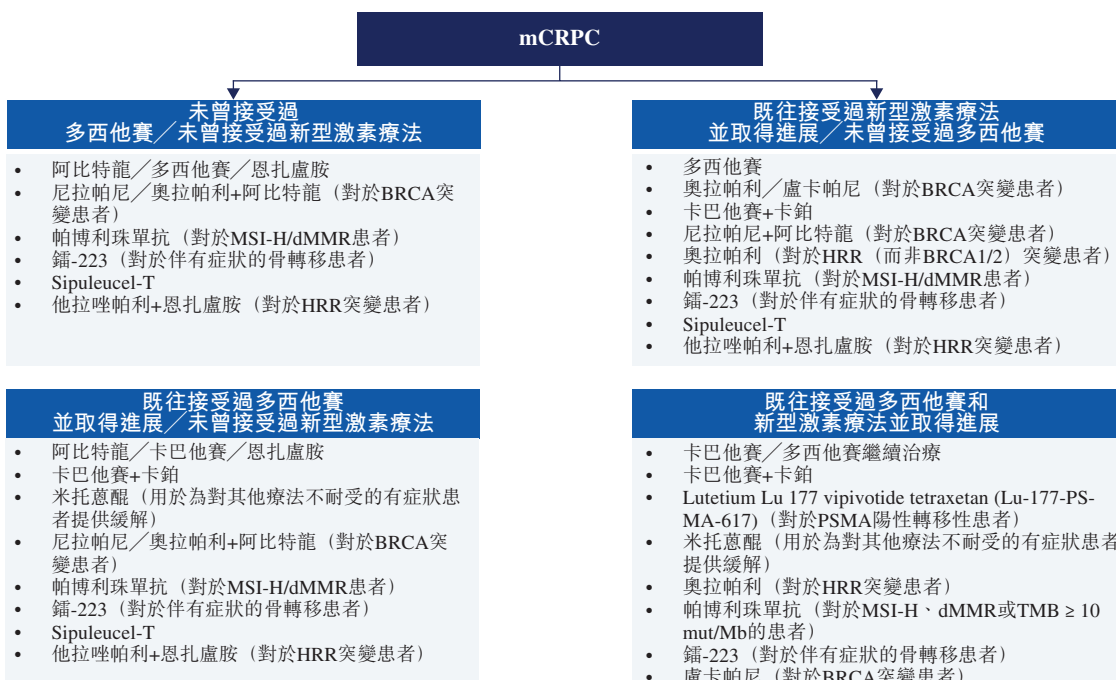 mCRPC
未曾接受過
多西他賽／未曾接受過新型激素療法
• 阿比特龍／多西他賽／恩扎盧胺
• 尼拉帕尼／奧拉帕利+阿比特龍（對於BRCA突
變患者）
• 帕博利珠單抗（對於MSI-H/dMMR患者）
• 鐳-223（對於伴有症狀的骨轉移患者）
• Sipuleucel-T
• 他拉唑帕利+恩扎盧胺（對於HRR突變患者）
既往接受過新型激素療法
並取得進展／未曾接受過多西他賽
• 多西他賽
• 奧拉帕利／盧卡帕尼（對於BRCA突變患者）
• 卡巴他賽+卡鉑
• 尼拉帕尼+阿比特龍（對於BRCA突變患者）
• 奧拉帕利（對於HRR（而非BRCA1/2）突變患者）
• 帕博利珠單抗（對於MSI-H/dMMR患者）
• 鐳-223（對於伴有症狀的骨轉移患者）
• Sipuleucel-T
• 他拉唑帕利+恩扎盧胺（對於HRR突變患者）
既往接受過多西他賽
並取得進展／未曾接受過新型激素療法
• 阿比特龍／卡巴他賽／恩扎盧胺
• 卡巴他賽+卡鉑
• 米托蒽醌（用於為對其他療法不耐受的有症狀患
者提供緩解）
• 尼拉帕尼／奧拉帕利+阿比特龍（對於BRCA突
變患者）
• 帕博利珠單抗（對於MSI-H/dMMR患者）
• 鐳-223（對於伴有症狀的骨轉移患者）
• Sipuleucel-T
• 他拉唑帕利+恩扎盧胺（對於HRR突變患者）
既往接受過多西他賽和
新型激素療法並取得進展
• 卡巴他賽／多西他賽繼續治療
• 卡巴他賽+卡鉑
• Lutetium Lu 177 vipivotide tetraxetan (Lu-177-PS-
MA-617)（對於PSMA陽性轉移性患者）
• 米托蒽醌（用於為對其他療法不耐受的有症狀患者
提供緩解）
• 奧拉帕利（對於HRR突變患者）
• 帕博利珠單抗（對於MSI-H、dMMR或TMB ≥ 10
mut/Mb的患者）
• 鐳-223（對於伴有症狀的骨轉移患者）
• 盧卡帕尼（對於BRCA突變患者）